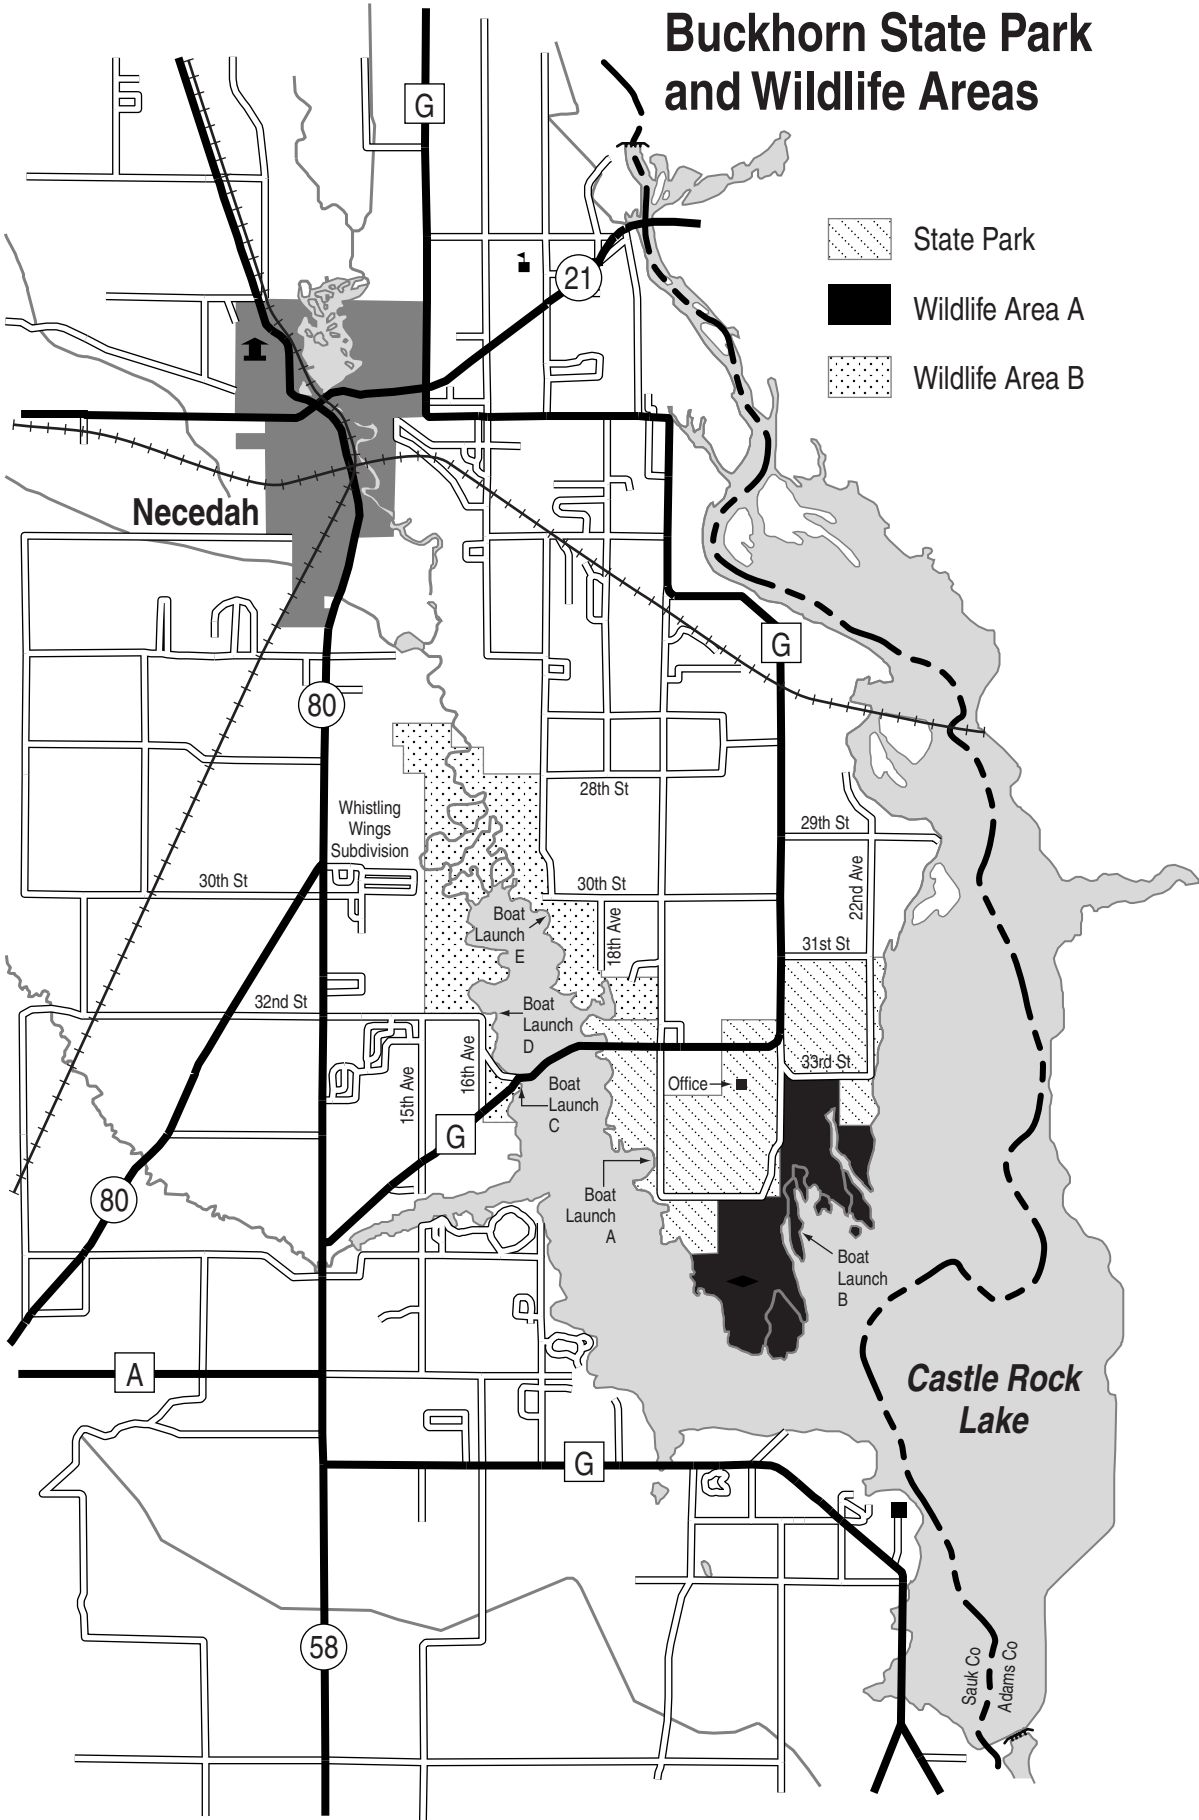 Buckhorn State Park
and Wildlife Areas
G
21
State Park
Wildlife Area A
Wildlife Area B
Necedah
G
80
28th St
Whistling
Wings
Subdivision
29th St
30th St
30th St
22nd Ave
Boat
Launch
E
18th Ave
31st St
32nd St
Boat
Launch
D
16th Ave
15th Ave
33rd St
Office
Boat
Launch
C
G
80
Boat
Launch
A
Boat
Launch
B
A
Castle Rock
Lake
G
58
Sauk Co
Adams Co